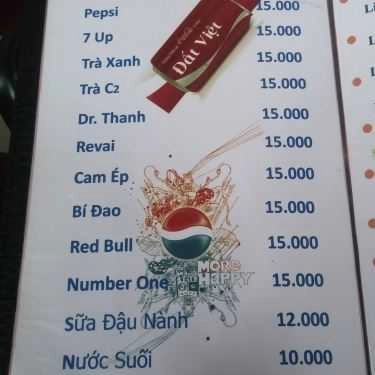 Pepsi 15.000
7 Up 15.000
Đất Việt
Trà Xanh 15.000
Trà C2 15.000
Dr. Thanh 15.000
Revai 15.000
Cam Ép 15.000
Bí Đao 15.000
Red Bull 15.000
MORE
HAPPY
Number One 15.000
Sữa Đậu Nành 12.000
Nước Suối 10.000